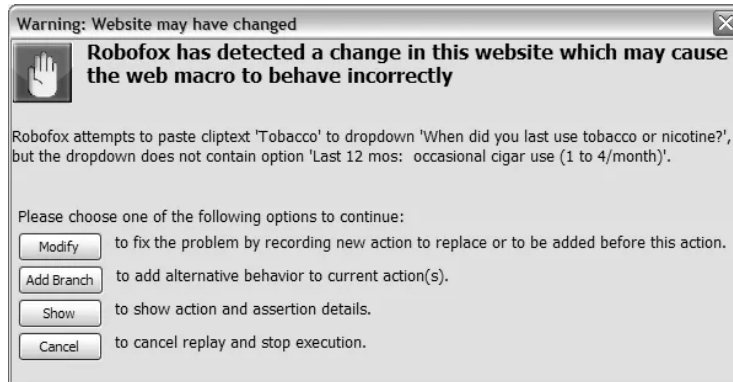 Warning: Website may have changed
Robofox has detected a change in this website which may cause
the web macro to behave incorrectly
Robofox attempts to paste cliptext 'Tobacco' to dropdown 'When did you last use tobacco or nicotine?',
but the dropdown does not contain option 'Last 12 mos:  occasional cigar use (1 to 4/month)'.
Please choose one of the following options to continue:
Modify to fix the problem by recording new action to replace or to be added before this action.
Add Branch to add alternative behavior to current action(s).
Show to show action and assertion details.
Cancel to cancel replay and stop execution.